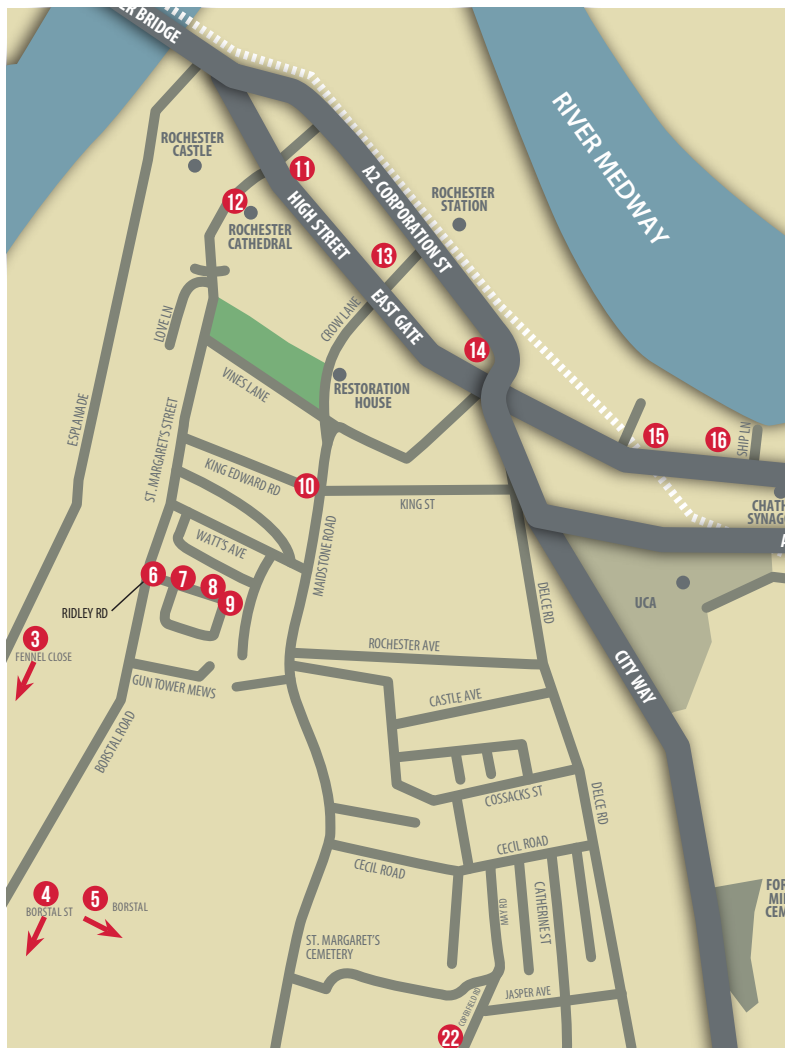 ER BRIDGE
RIVER MEDWAY
ROCHESTER
CASTLE
11
A2 CORPORATION ST
ROCHESTER
STATION
12
ROCHESTER
CATHEDRAL
HIGH STREET
13
LOVE LN
CROW LANE
EAST GATE
14
VINES LANE
RESTORATION
HOUSE
ESPLANADE
ST. MARGARET'S STREET
15
16
SHIP LN
KING EDWARD RD
10
KING ST
CHATH
SYNAG
A
WATT'S AVE
MAIDSTONE ROAD
6
7
8
9
RIDLEY RD
DELCE RD
UCA
3
FENNEL CLOSE
ROCHESTER AVE
CITY WAY
GUN TOWER MEWS
CASTLE AVE
BORSTAL ROAD
COSSACKS ST
DELCE RD
CECIL ROAD
CECIL ROAD
4
BORSTAL ST
5
BORSTAL
MAY RD
CATHERINE ST
FOR
MI
CEM
ST. MARGARET'S
CEMETERY
COPPERFIELD RD
JASPER AVE
22